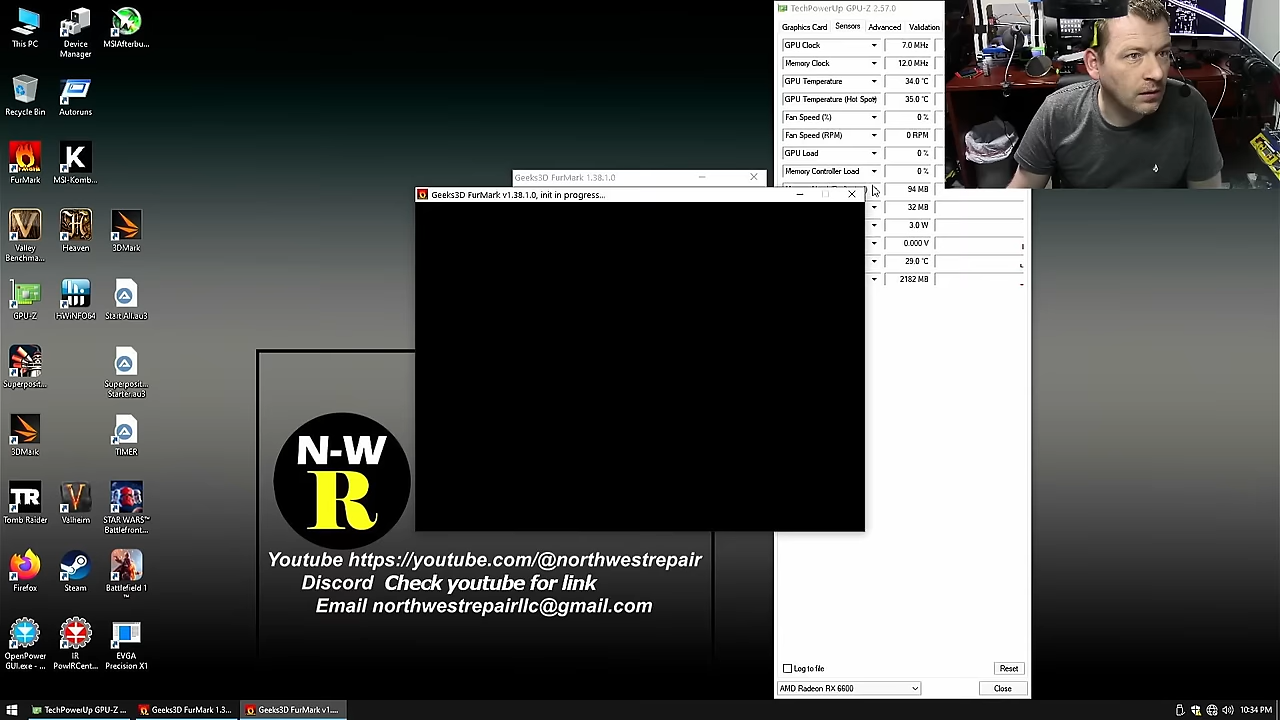 This PC
Device Manager
MSIAfterbu...
Recycle Bin
Autoruns
FurMark
MSI-Komb...
Valley Benchma...
Heaven
3DMark
GPU-Z
HWiNFO64
Start All.au3
Superposit...
Superposit... Starter.au3
3DMark
TIMER
Tomb Raider
Valheim
STAR WARS™ Battlefront...
Firefox
Steam
Battlefield 1 ™
OpenPower GUI.exe - ...
IR PowIRCent...
EVGA Precision X1
N-W
R
Youtube https://youtube.com/@northwestrepair
Discord Check youtube for link
Email northwestrepairllc@gmail.com
Geeks3D FurMark 1.38.1.0
Geeks3D FurMark v1.38.1.0, init in progress...
TechPowerUp GPU-Z 2.57.0
Graphics Card Sensors Advanced Validation
GPU Clock 7.0 MHz
Memory Clock 12.0 MHz
GPU Temperature 34.0 °C
GPU Temperature (Hot Spot) 35.0 °C
Fan Speed (%) 0 %
Fan Speed (RPM) 0 RPM
GPU Load 0 %
Memory Controller Load 0 %
94 MB
32 MB
3.0 W
0.000 V
29.0 °C
2182 MB
Log to file
Reset
AMD Radeon RX 6600
Close
TechPowerUp GPU-Z ...
Geeks3D FurMark 1.3...
Geeks3D FurMark v1....
10:34 PM